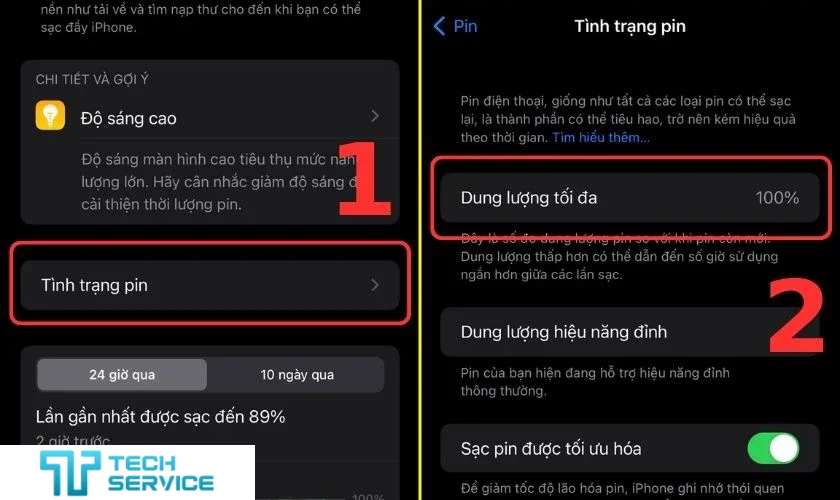 nền như tải về và tìm nạp thư cho đến khi bạn có thể
sạc đầy iPhone.
CHI TIẾT VÀ GỢI Ý
Độ sáng cao
Độ sáng màn hình cao tiêu thụ mức năng
lượng lớn. Hãy cân nhắc giảm độ sáng
cải thiện thời lượng pin.
1
Tình trạng pin
24 giờ qua
10 ngày qua
Lần gần nhất được sạc đến 89%
2 giờ trước
100%
TECH
SERVICE
Pin
Tình trạng pin
Pin điện thoại, giống như tất cả các loại pin có thể sạc
lại, là thành phần có thể tiêu hao, trở nên kém hiệu quả
theo thời gian. Tìm hiểu thêm...
Dung lượng tối đa
100%
Đây là số đo dung lượng pin so với khi pin còn mới.
Dung lượng thấp hơn có thể dẫn đến số giờ sử dụng
ngắn hơn giữa các lần sạc.
2
Dung lượng hiệu năng đỉnh
Pin của bạn hiện đang hỗ trợ hiệu năng đỉnh
thông thường.
Sạc pin được tối ưu hóa
Để giảm tốc độ lão hóa pin, iPhone ghi nhớ thói quen